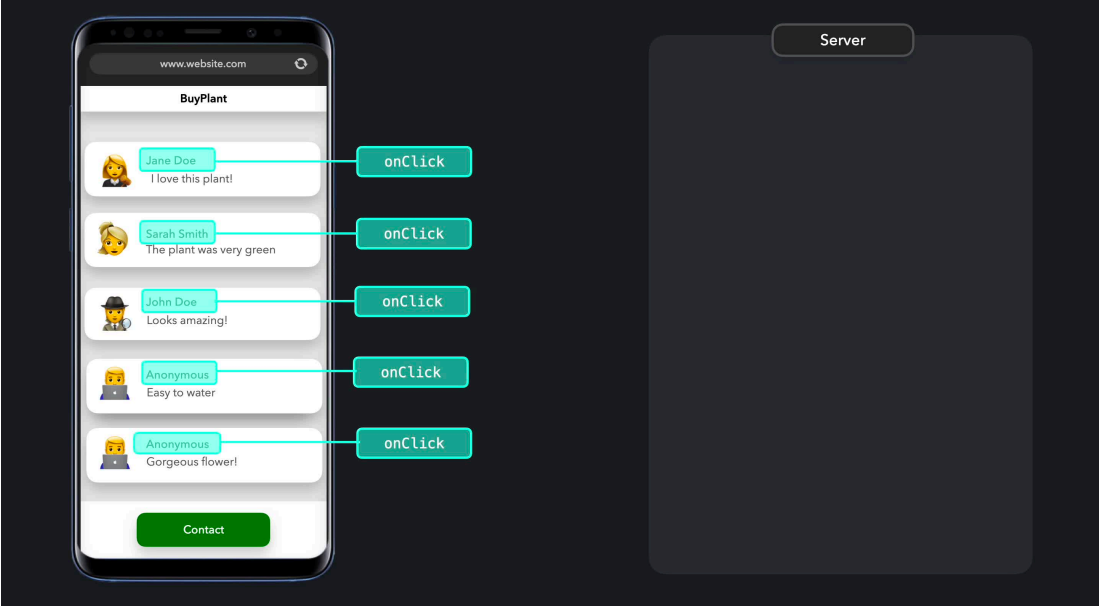 Server
www.website.com
BuyPlant
Jane Doe
onClick
I love this plant!
Sarah Smith
onClick
The plant was very green
John Doe
onClick
Looks amazing!
Anonymous
onClick
Easy to water
Anonymous
onClick
Gorgeous flower!
Contact